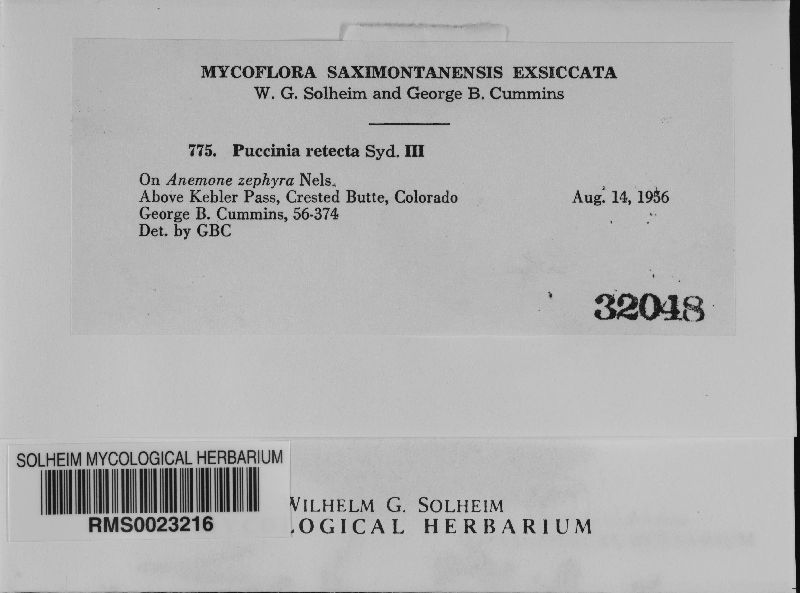 MYCOFLORA SAXIMONTANENSIS EXSICCATA
W. G. Solheim and George B. Cummins
775. Puccinia retecta Syd. III
On Anemone zephyra Nels.
Above Kebler Pass, Crested Butte, Colorado Aug. 14, 1956
George B. Cummins, 56-374
Det. by GBC
32048
SOLHEIM MYCOLOGICAL HERBARIUM
RMS0023216
WILHELM G. SOLHEIM
LOGICAL HERBARIUM